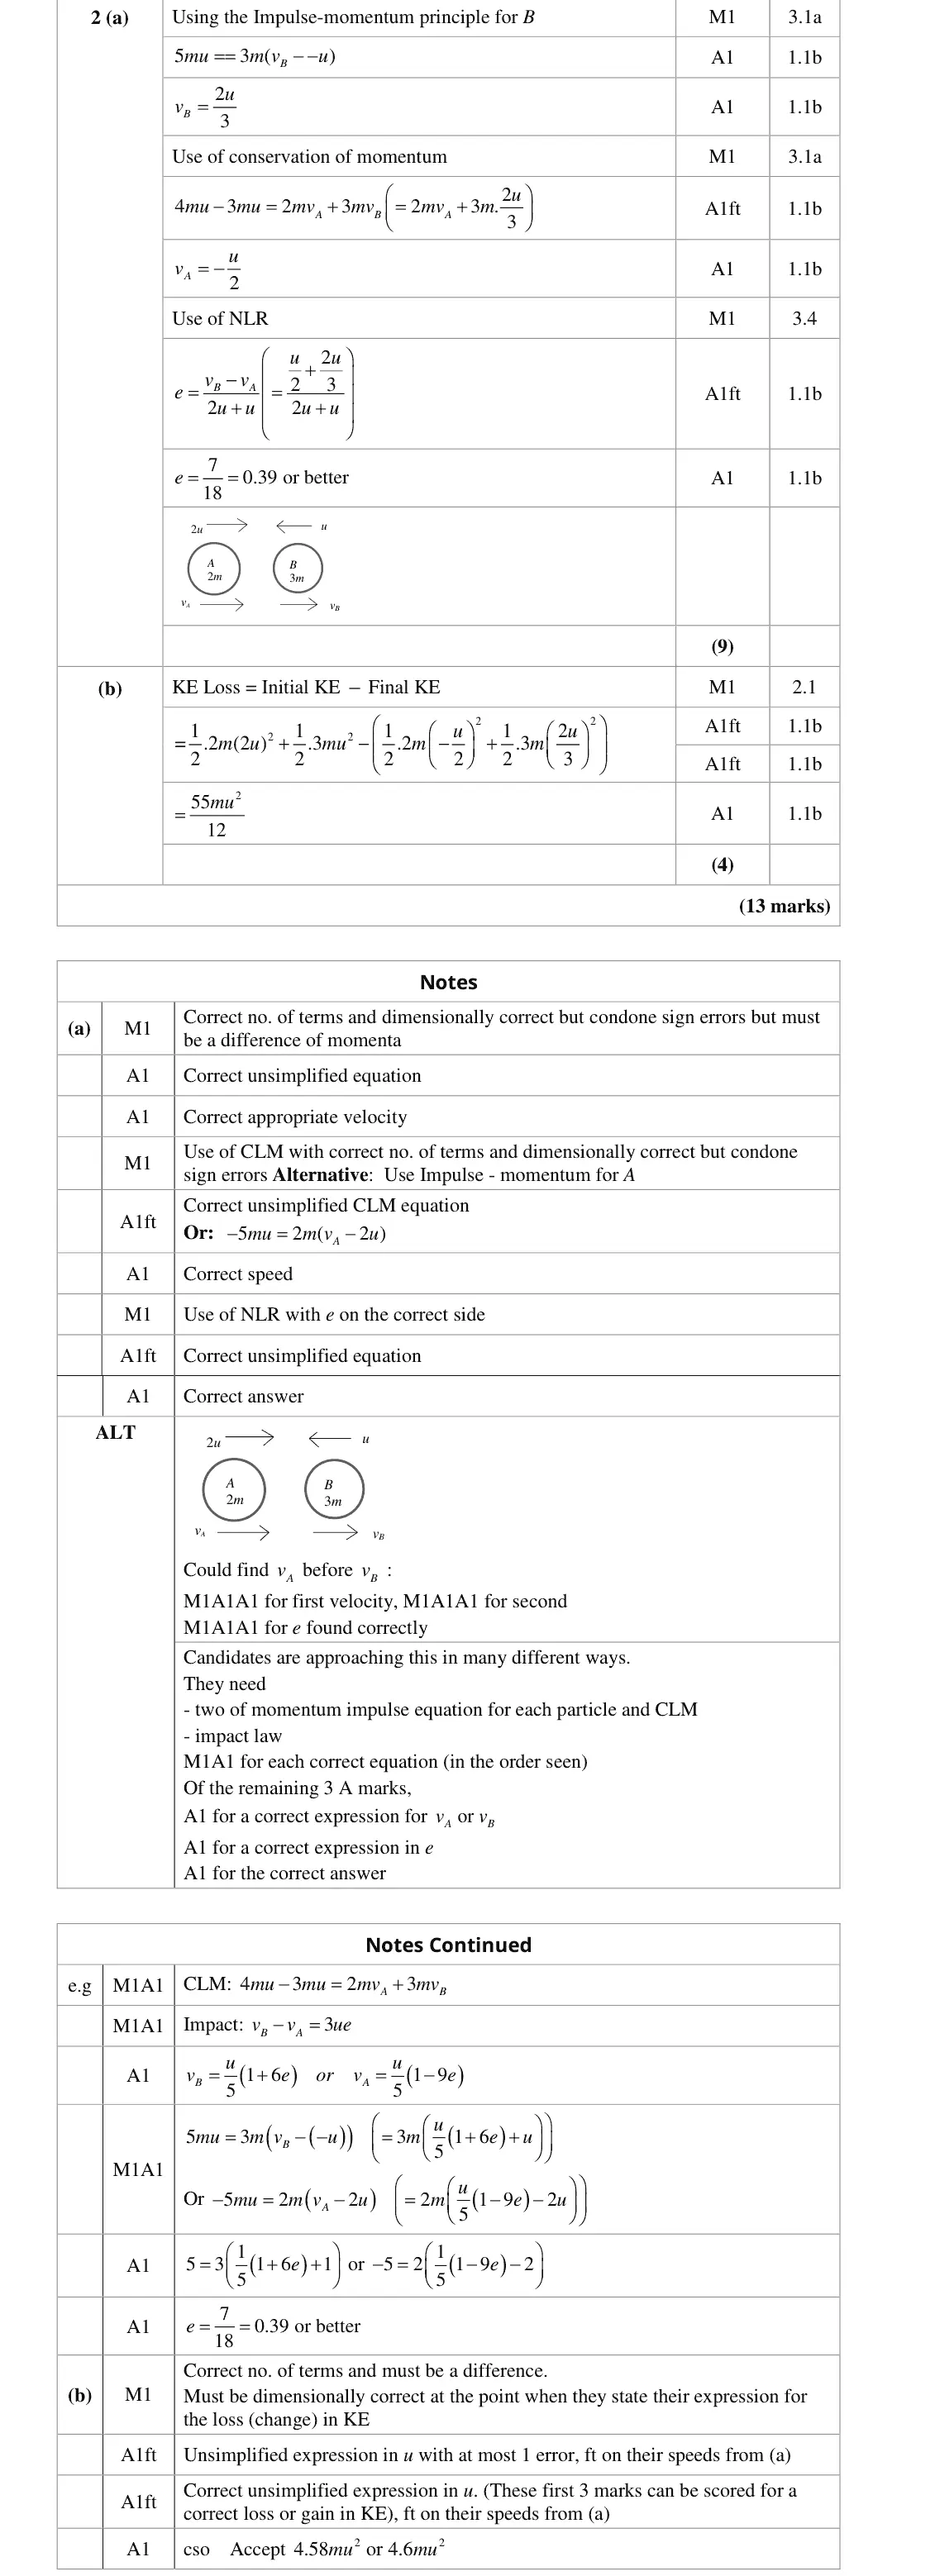 2 (a) Using the Impulse-momentum principle for B M1 3.1a
5mu == 3m(v_B − −u) A1 1.1b
v_B = 2u/3 A1 1.1b
Use of conservation of momentum M1 3.1a
4mu − 3mu = 2mv_A + 3mv_B (= 2mv_A + 3m.2u/3) A1ft 1.1b
v_A = −u/2 A1 1.1b
Use of NLR M1 3.4
e = (v_B − v_A)/(2u + u) (= (u/2 + 2u/3)/(2u + u)) A1ft 1.1b
e = 7/18 = 0.39 or better A1 1.1b
2u u
A B
2m 3m
v_A v_B
(9)
(b) KE Loss = Initial KE − Final KE M1 2.1
= 1/2.2m(2u)² + 1/2.3mu² − (1/2.2m(−u/2)² + 1/2.3m(2u/3)²) A1ft 1.1b
A1ft 1.1b
= 55mu²/12 A1 1.1b
(4)
(13 marks)
Notes
(a) M1 Correct no. of terms and dimensionally correct but condone sign errors but must
be a difference of momenta
A1 Correct unsimplified equation
A1 Correct appropriate velocity
M1 Use of CLM with correct no. of terms and dimensionally correct but condone
sign errors Alternative: Use Impulse - momentum for A
A1ft Correct unsimplified CLM equation
Or: −5mu = 2m(v_A − 2u)
A1 Correct speed
M1 Use of NLR with e on the correct side
A1ft Correct unsimplified equation
A1 Correct answer
ALT
2u u
A B
2m 3m
v_A v_B
Could find v_A before v_B :
M1A1A1 for first velocity, M1A1A1 for second
M1A1A1 for e found correctly
Candidates are approaching this in many different ways.
They need
- two of momentum impulse equation for each particle and CLM
- impact law
M1A1 for each correct equation (in the order seen)
Of the remaining 3 A marks,
A1 for a correct expression for v_A or v_B
A1 for a correct expression in e
A1 for the correct answer
Notes Continued
e.g M1A1 CLM: 4mu − 3mu = 2mv_A + 3mv_B
M1A1 Impact: v_B − v_A = 3ue
A1 v_B = u/5(1+6e) or v_A = u/5(1−9e)
M1A1 5mu = 3m(v_B − (−u)) (= 3m(u/5(1+6e)+u))
Or −5mu = 2m(v_A − 2u) (= 2m(u/5(1−9e)−2u))
A1 5 = 3(1/5(1+6e)+1) or −5 = 2(1/5(1−9e)−2)
A1 e = 7/18 = 0.39 or better
(b) M1 Correct no. of terms and must be a difference.
Must be dimensionally correct at the point when they state their expression for
the loss (change) in KE
A1ft Unsimplified expression in u with at most 1 error, ft on their speeds from (a)
A1ft Correct unsimplified expression in u. (These first 3 marks can be scored for a
correct loss or gain in KE), ft on their speeds from (a)
A1 cso Accept 4.58mu² or 4.6mu²